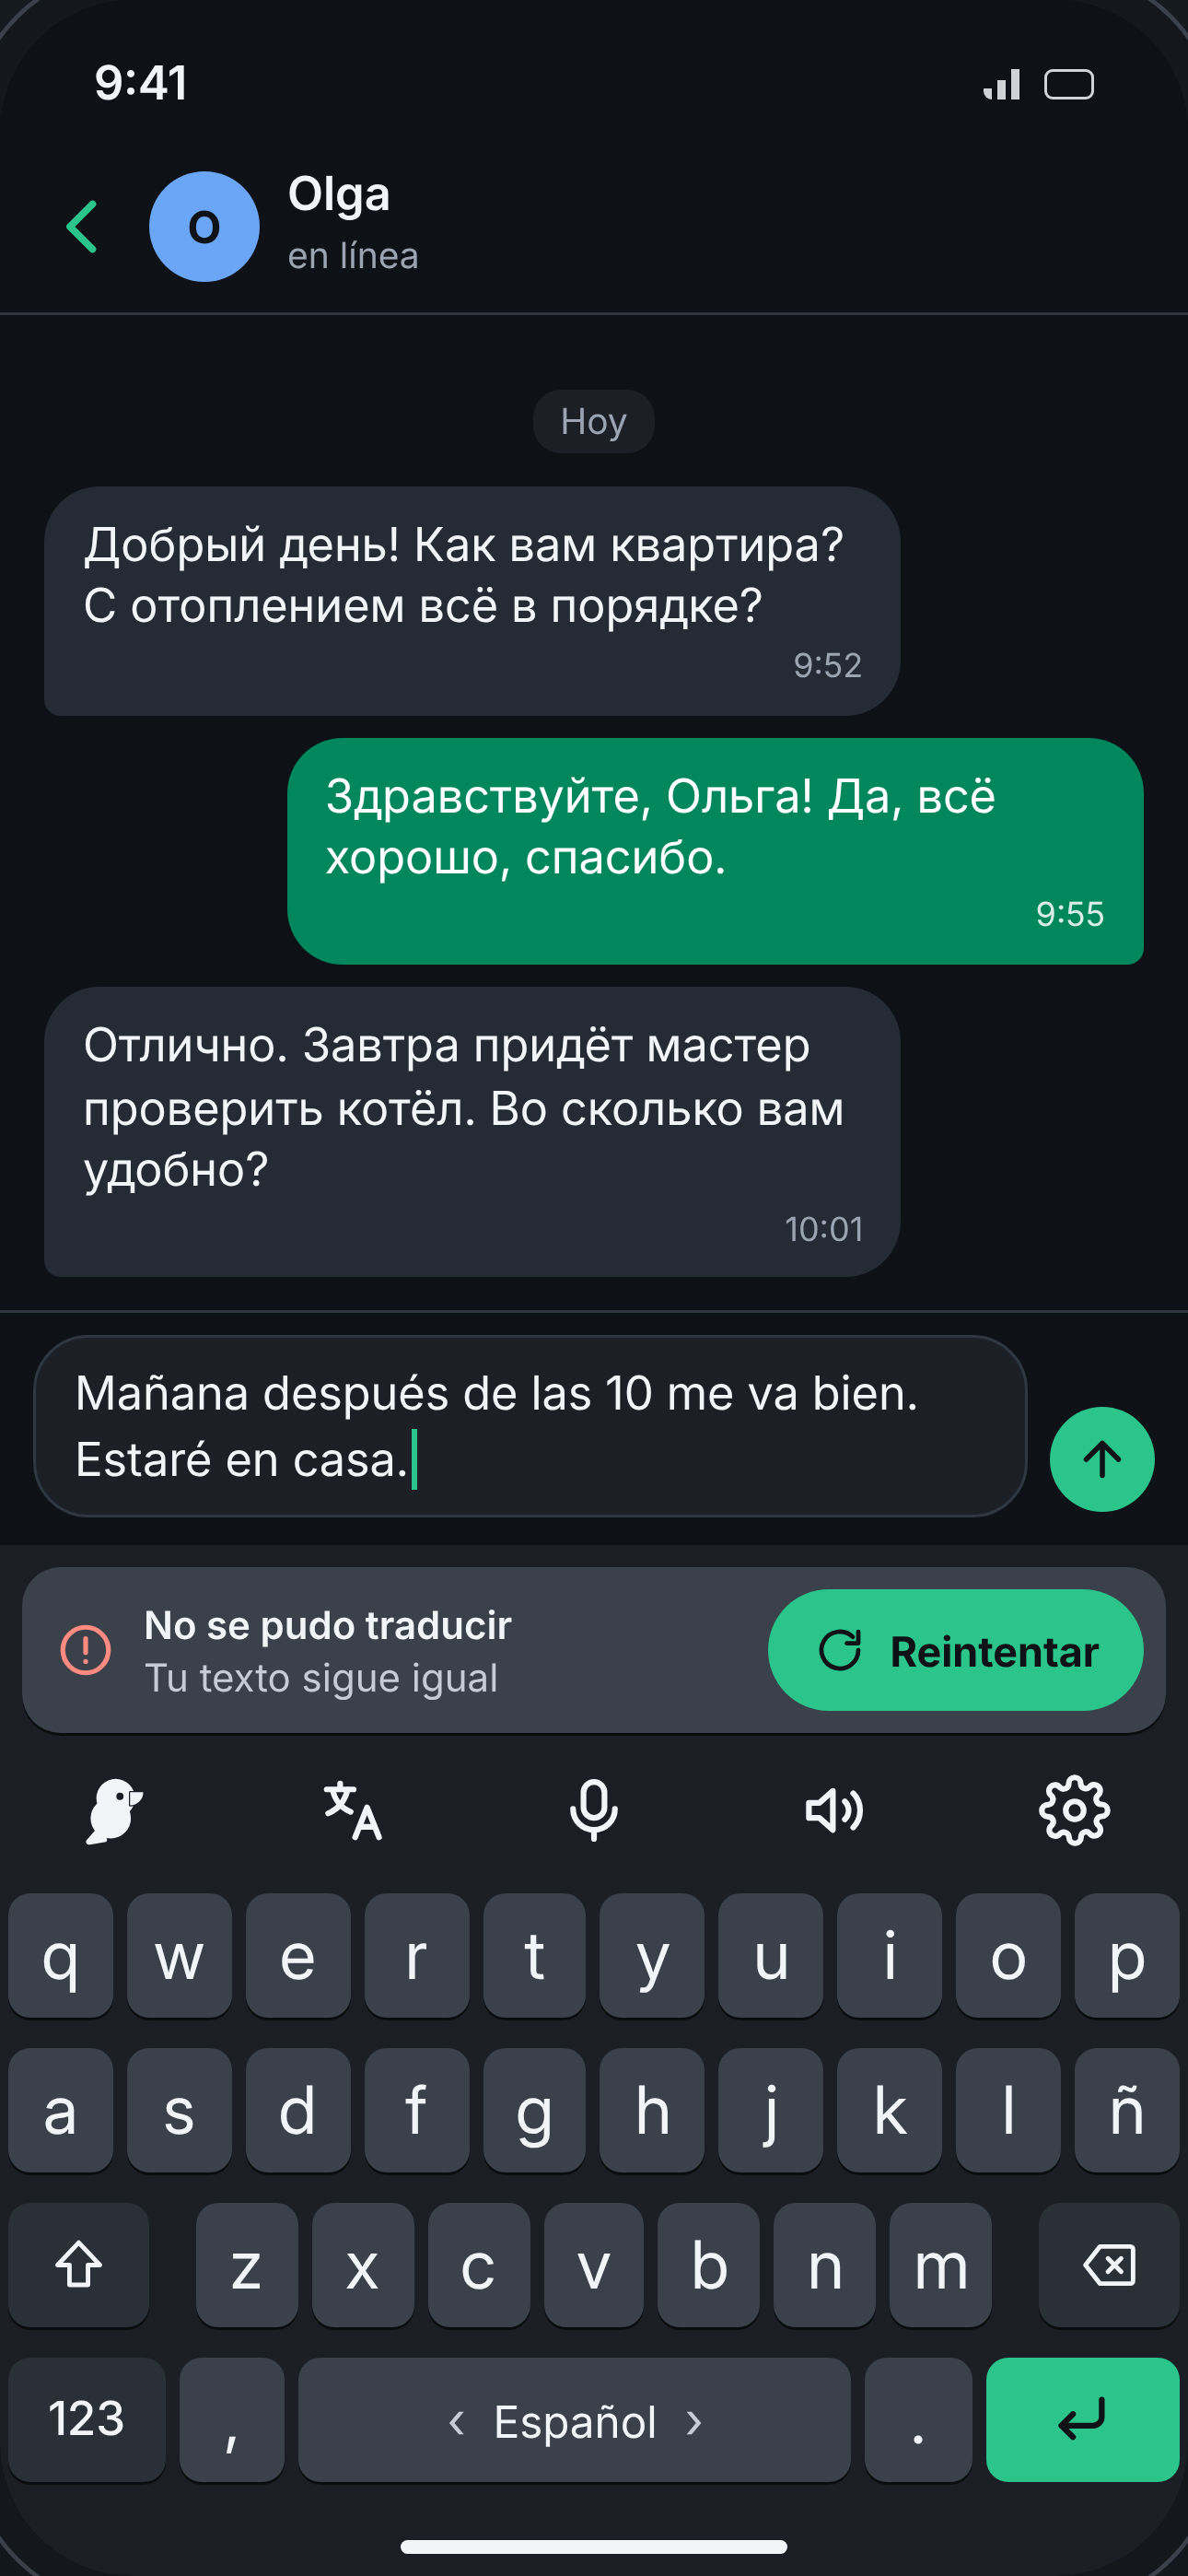 9:41
O
Olga
en línea
Hoy
Добрый день! Как вам квартира?
С отоплением всё в порядке?
9:52
Здравствуйте, Ольга! Да, всё
хорошо, спасибо.
9:55
Отлично. Завтра придёт мастер
проверить котёл. Во сколько вам
удобно?
10:01
Mañana después de las 10 me va bien.
Estaré en casa.
No se pudo traducir
Tu texto sigue igual
Reintentar
q w e r t y u i o p
a s d f g h j k l ñ
z x c v b n m
123 , ‹ Español › .